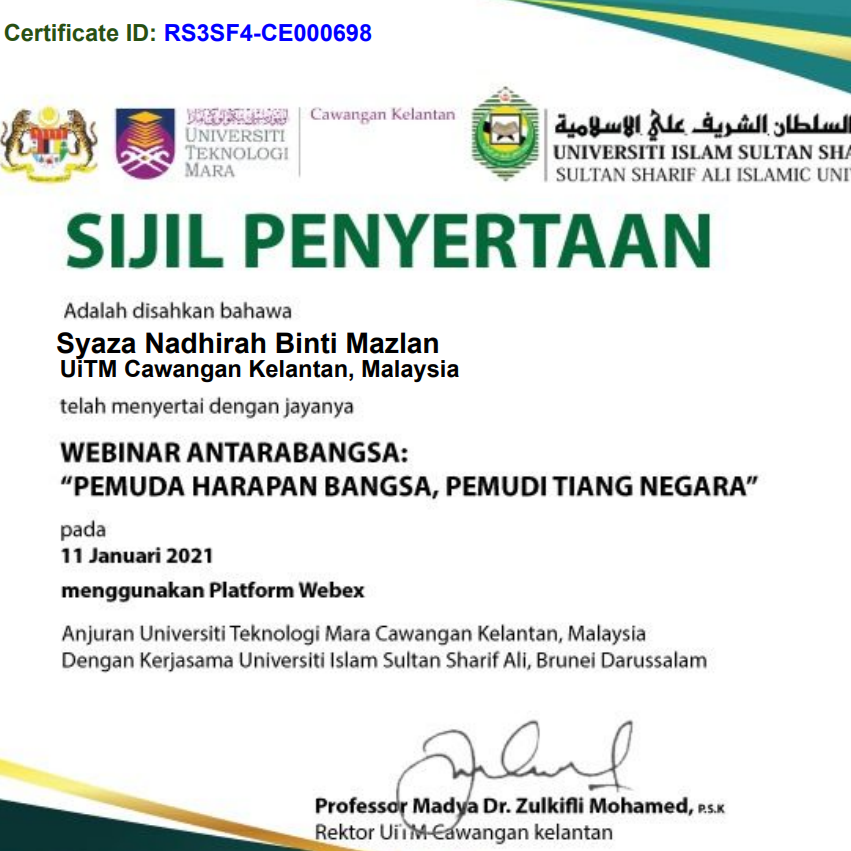 Certificate ID: RS3SF4-CE000698
UNIVERSITI
TEKNOLOGI
MARA
Cawangan Kelantan
السلطان الشريف علي الإسلامية
UNIVERSITI ISLAM SULTAN SHA
SULTAN SHARIF ALI ISLAMIC UNI
SIJIL PENYERTAAN
Adalah disahkan bahawa
Syaza Nadhirah Binti Mazlan
UiTM Cawangan Kelantan, Malaysia
telah menyertai dengan jayanya
WEBINAR ANTARABANGSA:
“PEMUDA HARAPAN BANGSA, PEMUDI TIANG NEGARA”
pada
11 Januari 2021
menggunakan Platform Webex
Anjuran Universiti Teknologi Mara Cawangan Kelantan, Malaysia
Dengan Kerjasama Universiti Islam Sultan Sharif Ali, Brunei Darussalam
Professor Madya Dr. Zulkifli Mohamed, P.S.K
Rektor UiTM Cawangan kelantan